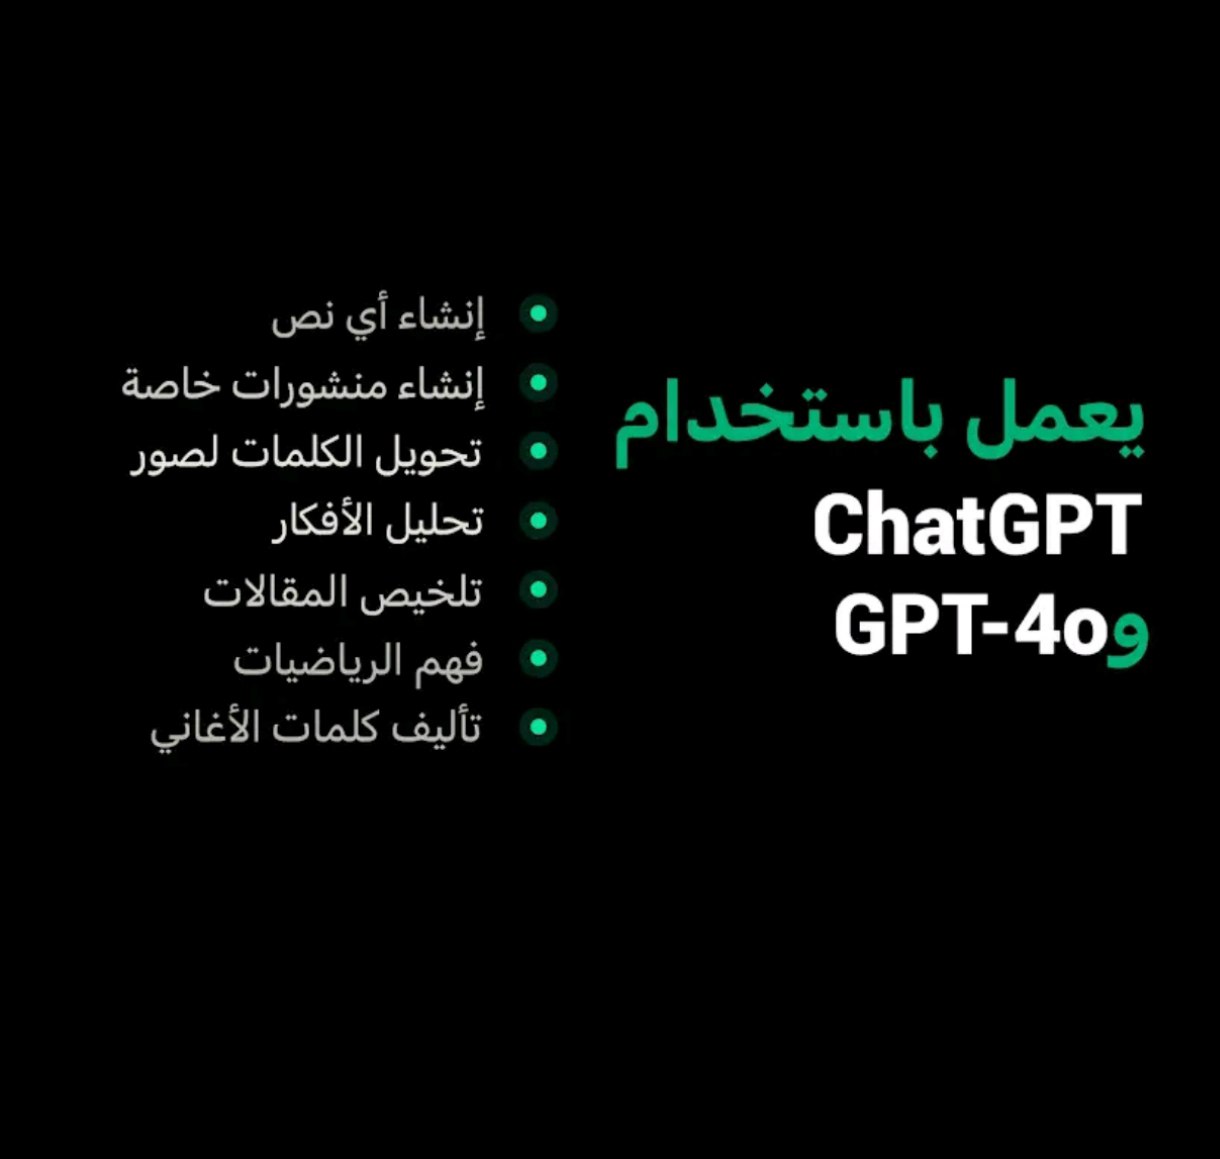 يعمل باستخدام
ChatGPT
وGPT-4o
إنشاء أي نص
إنشاء منشورات خاصة
تحويل الكلمات لصور
تحليل الأفكار
تلخيص المقالات
فهم الرياضيات
تأليف كلمات الأغاني